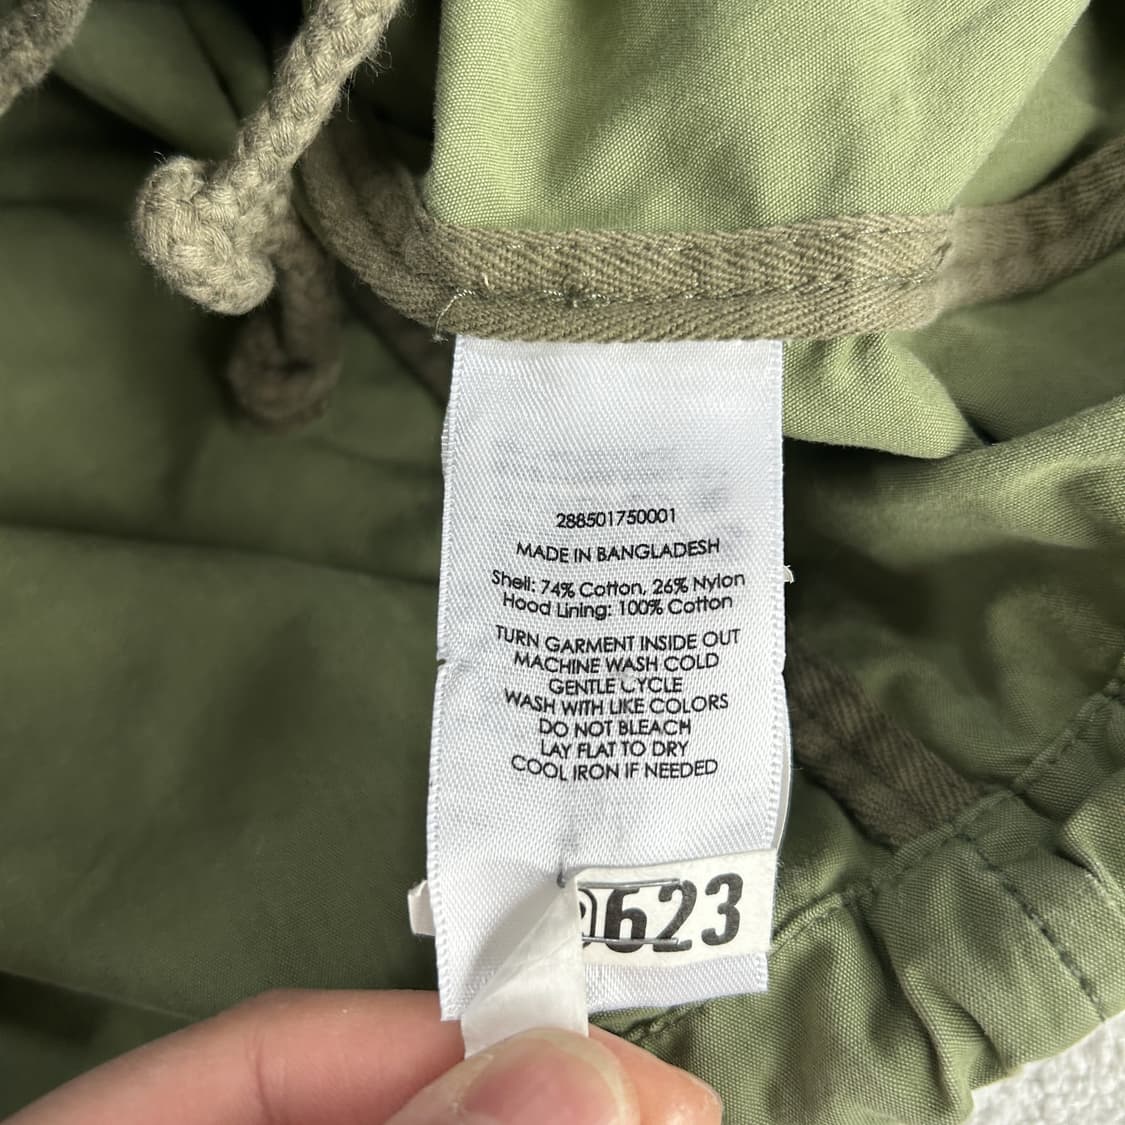 288501750001
MADE IN BANGLADESH
Shell: 74% Cotton, 26% Nylon
Hood Lining: 100% Cotton
TURN GARMENT INSIDE OUT
MACHINE WASH COLD
GENTLE CYCLE
WASH WITH LIKE COLORS
DO NOT BLEACH
LAY FLAT TO DRY
COOL IRON IF NEEDED
623